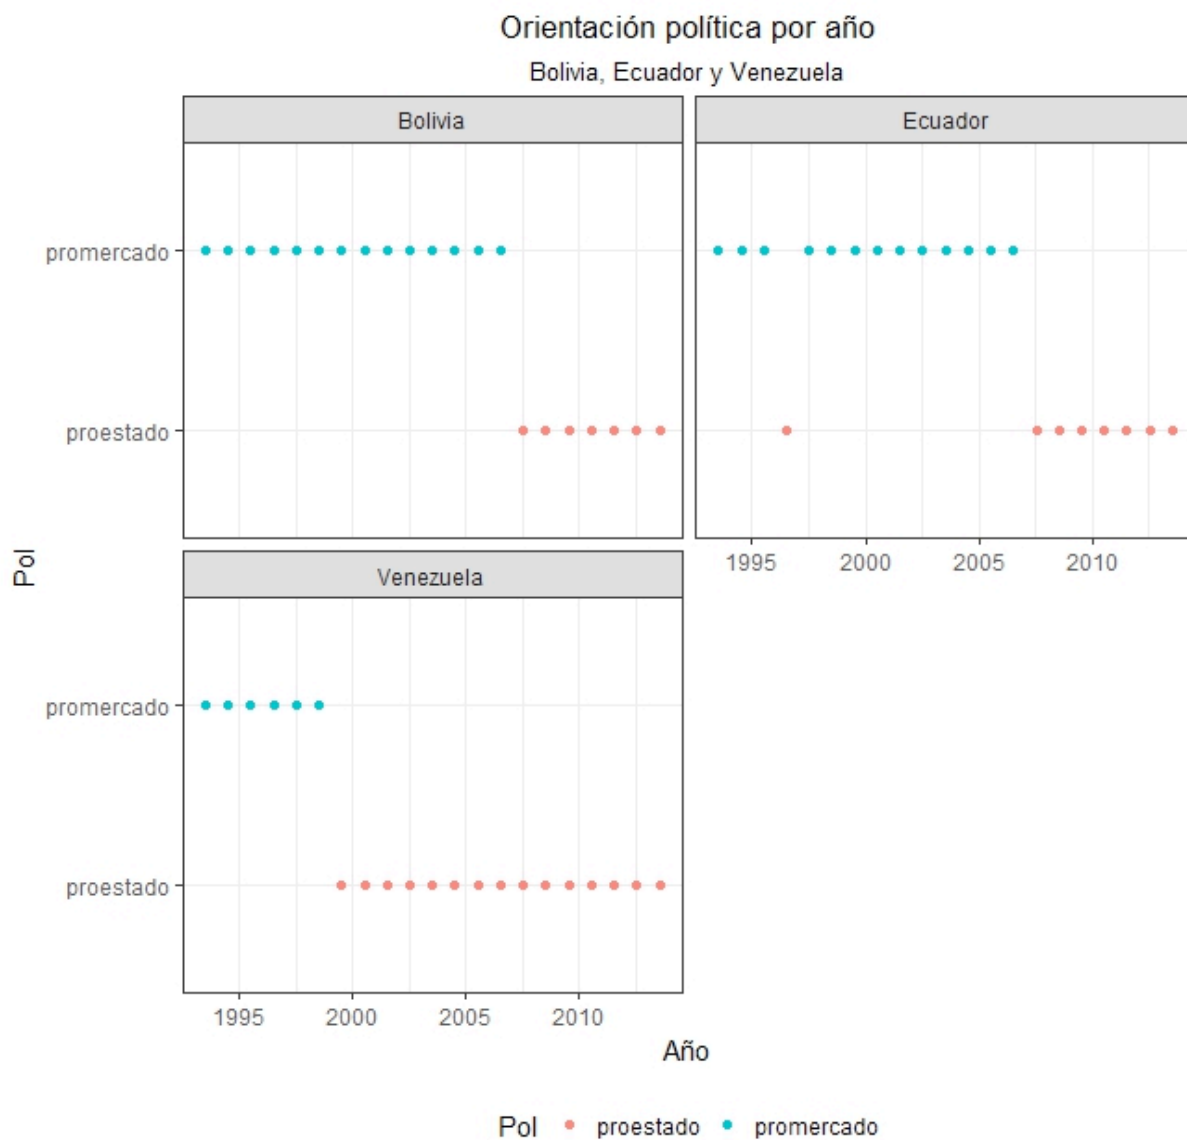 Orientación política por año
Bolivia, Ecuador y Venezuela
Bolivia
Ecuador
promercado
proestado
1995 2000 2005 2010
Pol
Venezuela
promercado
proestado
1995 2000 2005 2010
Año
Pol proestado promercado